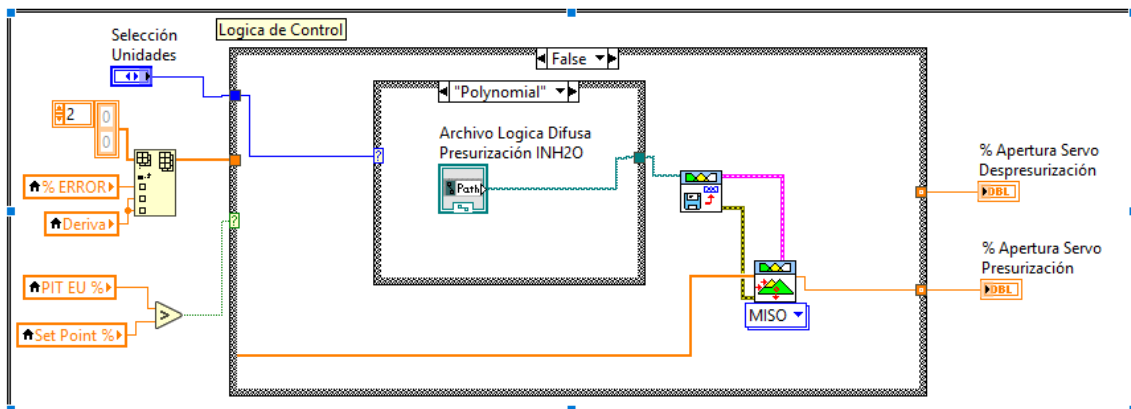 Logica de Control
Selección
Unidades
False
"Polynomial"
2
0
0
Archivo Logica Difusa
Presurización INH2O
Path
?
% ERROR
Deriva
?
PIT EU %
Set Point %
>
MISO
% Apertura Servo
Despresurización
DBL
% Apertura Servo
Presurización
DBL